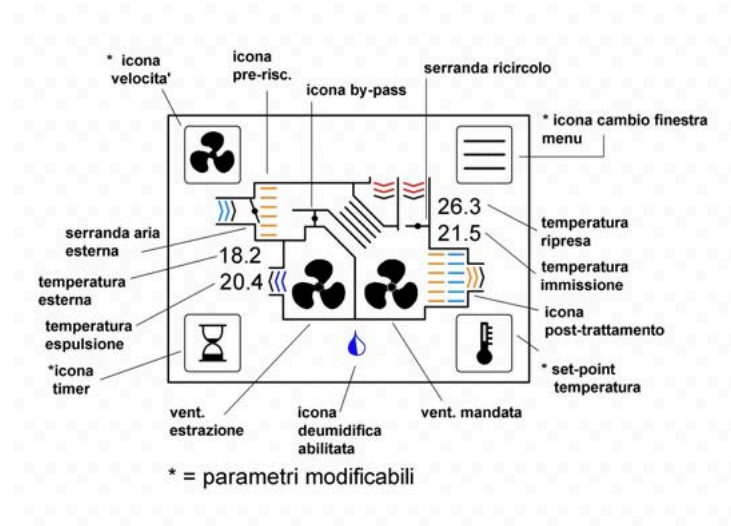 * icona
velocita'
icona
pre-risc.
icona by-pass
serranda ricircolo
* icona cambio finestra
menu
serranda aria
esterna
26.3
21.5
temperatura
ripresa
temperatura
esterna
18.2
20.4
temperatura
immissione
temperatura
espulsione
icona
post-trattamento
*icona
timer
* set-point
temperatura
vent.
estrazione
icona
deumidifica
abilitata
vent. mandata
* = parametri modificabili